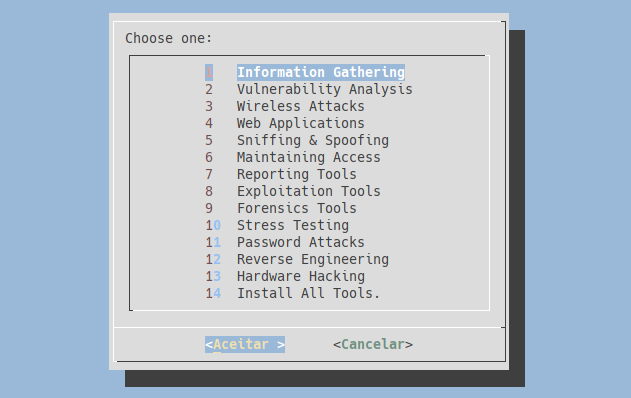 Choose one:
1 Information Gathering
2 Vulnerability Analysis
3 Wireless Attacks
4 Web Applications
5 Sniffing & Spoofing
6 Maintaining Access
7 Reporting Tools
8 Exploitation Tools
9 Forensics Tools
10 Stress Testing
11 Password Attacks
12 Reverse Engineering
13 Hardware Hacking
14 Install All Tools.
<Aceitar > <Cancelar>